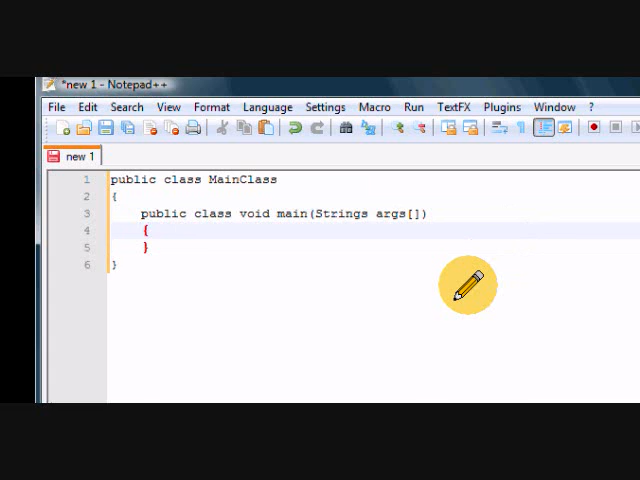 *new 1 - Notepad++
File Edit Search View Format Language Settings Macro Run TextFX Plugins Window ?
new 1
1 public class MainClass
2 {
3 public class void main(Strings args[])
4 {
5 }
6 }